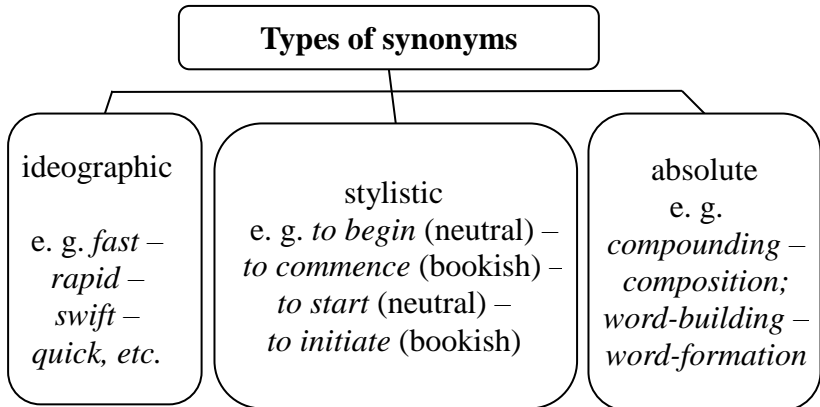 Types of synonyms
ideographic
e. g. fast –
rapid –
swift –
quick, etc.
stylistic
e. g. to begin (neutral) –
to commence (bookish) –
to start (neutral) –
to initiate (bookish)
absolute
e. g.
compounding –
composition;
word-building –
word-formation